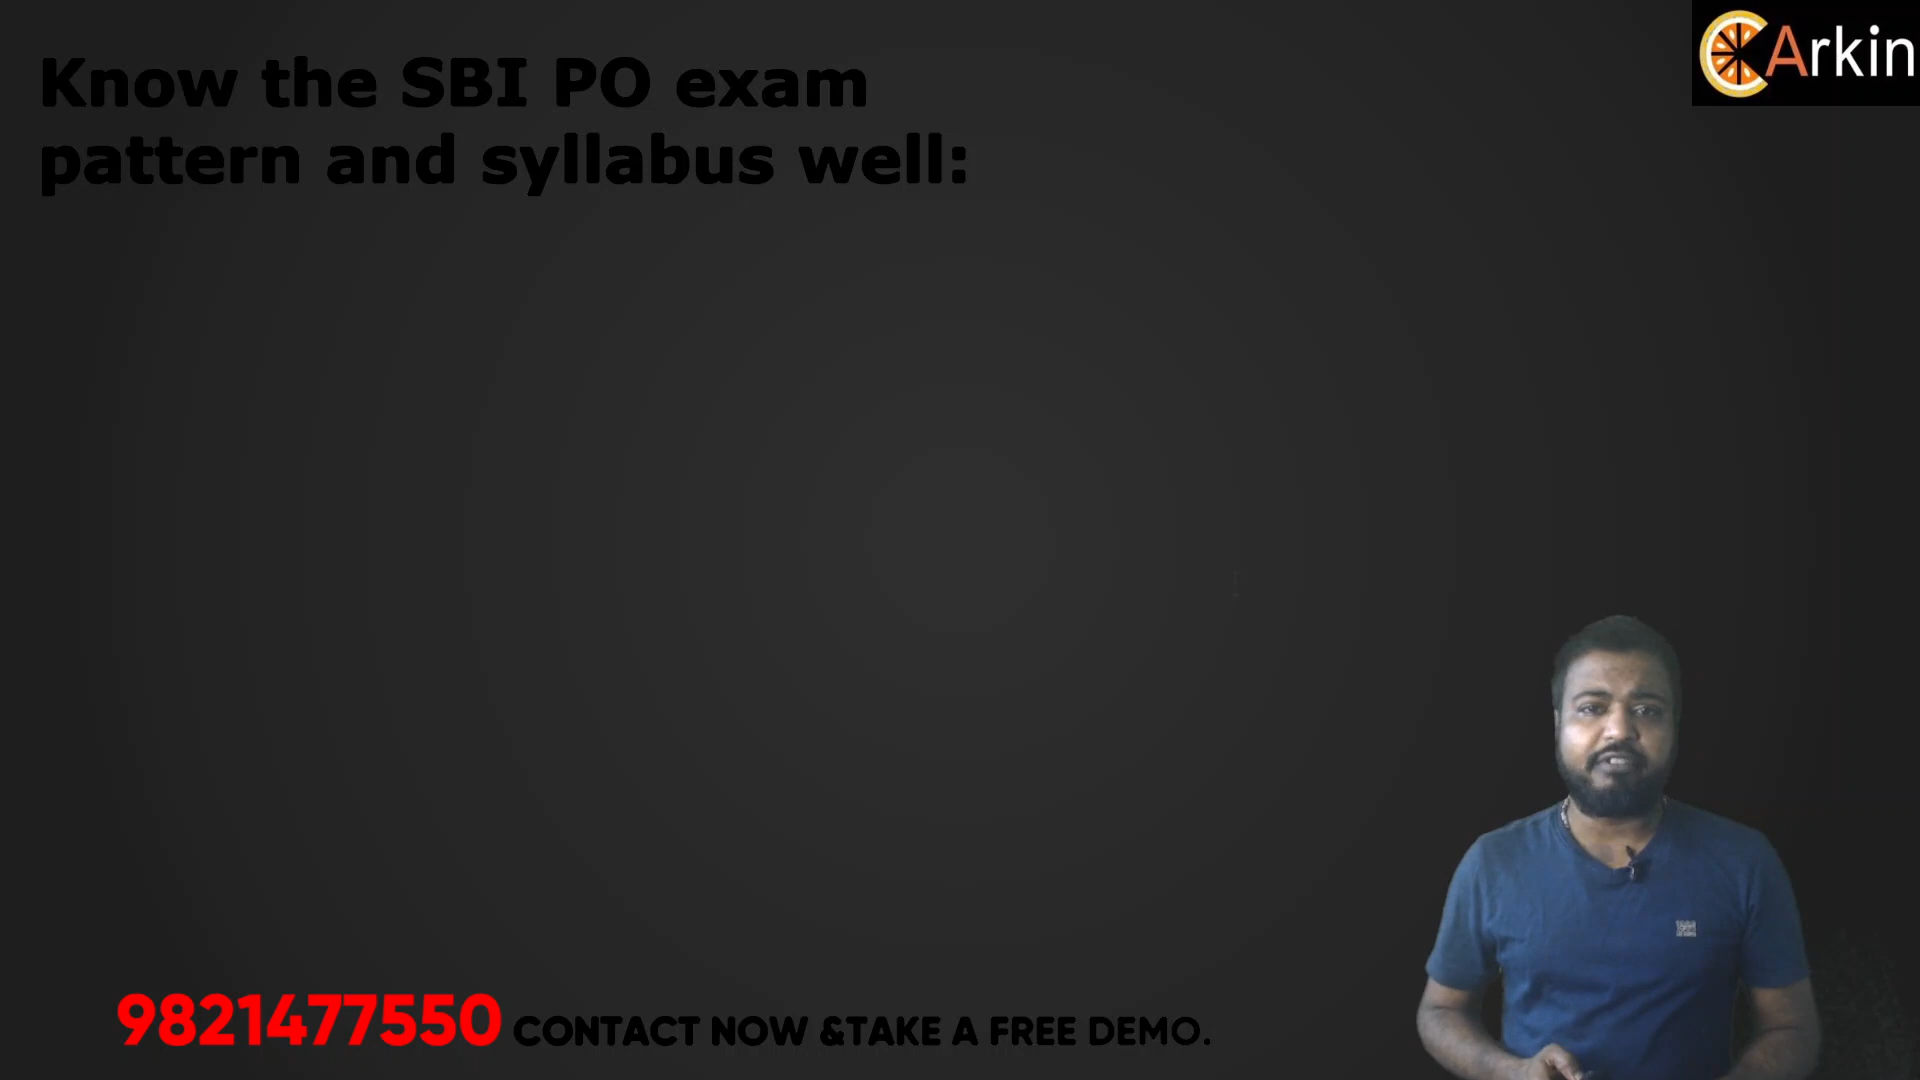 Know the SBI PO exam
pattern and syllabus well:
Arkin
9821477550 CONTACT NOW &TAKE A FREE DEMO.